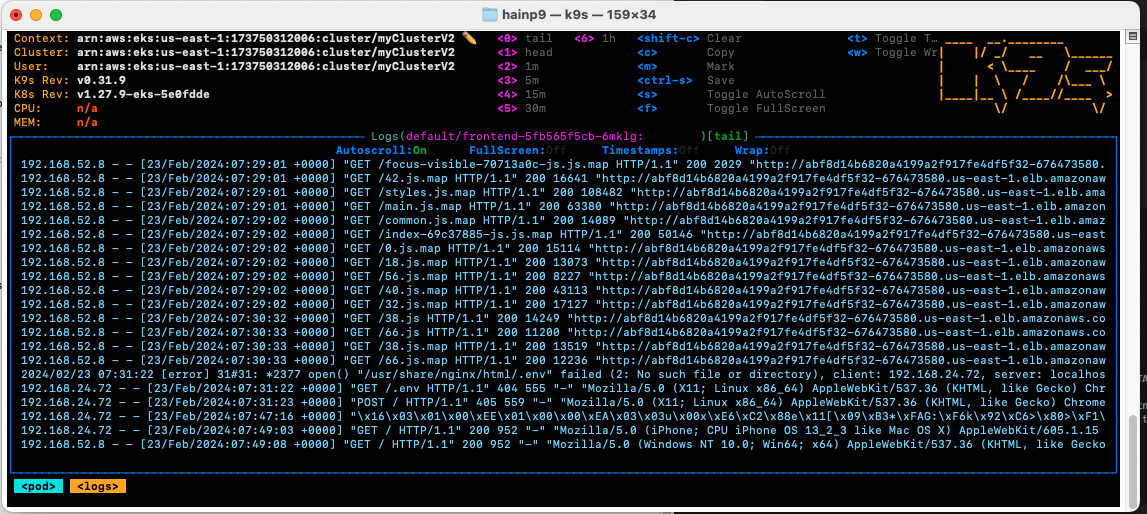 hainp9 — k9s — 159×34
Context: arn:aws:eks:us-east-1:173750312006:cluster/myClusterV2 <0> tail <6> 1h <shift-c> Clear <t> Toggle T…
Cluster: arn:aws:eks:us-east-1:173750312006:cluster/myClusterV2 <1> head <c> Copy <w> Toggle Wr
User: arn:aws:eks:us-east-1:173750312006:cluster/myClusterV2 <2> 1m <m> Mark
K9s Rev: v0.31.9 <3> 5m <ctrl-s> Save
K8s Rev: v1.27.9-eks-5e0fdde <4> 15m <s> Toggle AutoScroll
CPU: n/a <5> 30m <f> Toggle FullScreen
MEM: n/a
Logs(default/frontend-5fb565f5cb-6mklg: )[tail]
Autoscroll:On FullScreen:Off Timestamps:Off Wrap:Off
192.168.52.8 - - [23/Feb/2024:07:29:01 +0000] "GET /focus-visible-70713a0c-js.js.map HTTP/1.1" 200 2029 "http://abf8d14b6820a4199a2f917fe4df5f32-676473580.
192.168.52.8 - - [23/Feb/2024:07:29:01 +0000] "GET /42.js.map HTTP/1.1" 200 16641 "http://abf8d14b6820a4199a2f917fe4df5f32-676473580.us-east-1.elb.amazonaw
192.168.52.8 - - [23/Feb/2024:07:29:01 +0000] "GET /styles.js.map HTTP/1.1" 200 108482 "http://abf8d14b6820a4199a2f917fe4df5f32-676473580.us-east-1.elb.ama
192.168.52.8 - - [23/Feb/2024:07:29:01 +0000] "GET /main.js.map HTTP/1.1" 200 63380 "http://abf8d14b6820a4199a2f917fe4df5f32-676473580.us-east-1.elb.amazon
192.168.52.8 - - [23/Feb/2024:07:29:02 +0000] "GET /common.js.map HTTP/1.1" 200 14089 "http://abf8d14b6820a4199a2f917fe4df5f32-676473580.us-east-1.elb.amaz
192.168.52.8 - - [23/Feb/2024:07:29:02 +0000] "GET /index-69c37885-js.js.map HTTP/1.1" 200 50146 "http://abf8d14b6820a4199a2f917fe4df5f32-676473580.us-east
192.168.52.8 - - [23/Feb/2024:07:29:02 +0000] "GET /0.js.map HTTP/1.1" 200 15114 "http://abf8d14b6820a4199a2f917fe4df5f32-676473580.us-east-1.elb.amazonaws
192.168.52.8 - - [23/Feb/2024:07:29:02 +0000] "GET /18.js.map HTTP/1.1" 200 13073 "http://abf8d14b6820a4199a2f917fe4df5f32-676473580.us-east-1.elb.amazonaw
192.168.52.8 - - [23/Feb/2024:07:29:02 +0000] "GET /56.js.map HTTP/1.1" 200 8227 "http://abf8d14b6820a4199a2f917fe4df5f32-676473580.us-east-1.elb.amazonaws
192.168.52.8 - - [23/Feb/2024:07:29:02 +0000] "GET /40.js.map HTTP/1.1" 200 43113 "http://abf8d14b6820a4199a2f917fe4df5f32-676473580.us-east-1.elb.amazonaw
192.168.52.8 - - [23/Feb/2024:07:29:02 +0000] "GET /32.js.map HTTP/1.1" 200 17127 "http://abf8d14b6820a4199a2f917fe4df5f32-676473580.us-east-1.elb.amazonaw
192.168.52.8 - - [23/Feb/2024:07:30:32 +0000] "GET /38.js HTTP/1.1" 200 14249 "http://abf8d14b6820a4199a2f917fe4df5f32-676473580.us-east-1.elb.amazonaws.co
192.168.52.8 - - [23/Feb/2024:07:30:33 +0000] "GET /66.js HTTP/1.1" 200 11200 "http://abf8d14b6820a4199a2f917fe4df5f32-676473580.us-east-1.elb.amazonaws.co
192.168.52.8 - - [23/Feb/2024:07:30:33 +0000] "GET /38.js.map HTTP/1.1" 200 13519 "http://abf8d14b6820a4199a2f917fe4df5f32-676473580.us-east-1.elb.amazonaw
192.168.52.8 - - [23/Feb/2024:07:30:33 +0000] "GET /66.js.map HTTP/1.1" 200 12236 "http://abf8d14b6820a4199a2f917fe4df5f32-676473580.us-east-1.elb.amazonaw
2024/02/23 07:31:22 [error] 31#31: *2377 open() "/usr/share/nginx/html/.env" failed (2: No such file or directory), client: 192.168.24.72, server: localhos
192.168.24.72 - - [23/Feb/2024:07:31:22 +0000] "GET /.env HTTP/1.1" 404 555 "-" "Mozilla/5.0 (X11; Linux x86_64) AppleWebKit/537.36 (KHTML, like Gecko) Chr
192.168.24.72 - - [23/Feb/2024:07:31:23 +0000] "POST / HTTP/1.1" 405 559 "-" "Mozilla/5.0 (X11; Linux x86_64) AppleWebKit/537.36 (KHTML, like Gecko) Chrome
192.168.24.72 - - [23/Feb/2024:07:47:16 +0000] "\x16\x03\x01\x00\xEE\x01\x00\x00\xEA\x03\x03u\x00x\xE6\xC2\x88e\x11[\x09\xB3*\xFAG:\xF6k\x92\xC6>\x80>\xF1\
192.168.24.72 - - [23/Feb/2024:07:49:03 +0000] "GET / HTTP/1.1" 200 952 "-" "Mozilla/5.0 (iPhone; CPU iPhone OS 13_2_3 like Mac OS X) AppleWebKit/605.1.15
192.168.52.8 - - [23/Feb/2024:07:49:08 +0000] "GET / HTTP/1.1" 200 952 "-" "Mozilla/5.0 (Windows NT 10.0; Win64; x64) AppleWebKit/537.36 (KHTML, like Gecko
<pod> <logs>